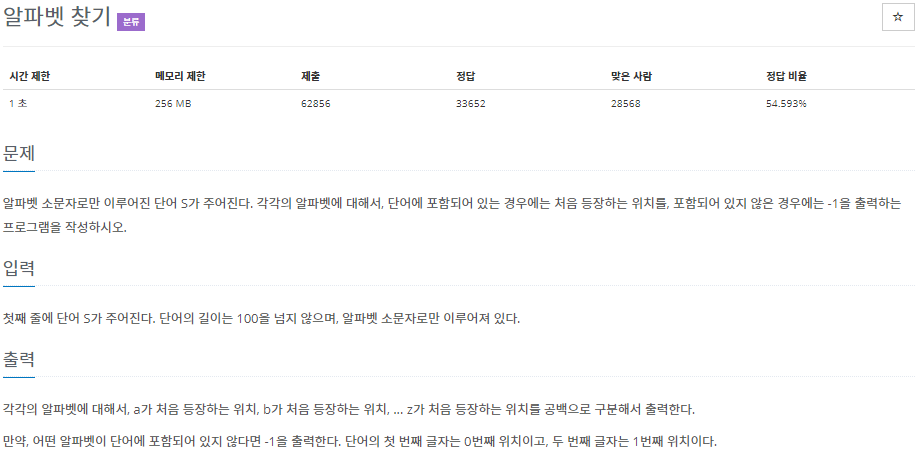 알파벳 찾기 분류
☆
시간 제한 메모리 제한 제출 정답 맞은 사람 정답 비율
1 초 256 MB 62856 33652 28568 54.593%
문제
알파벳 소문자로만 이루어진 단어 S가 주어진다. 각각의 알파벳에 대해서, 단어에 포함되어 있는 경우에는 처음 등장하는 위치를, 포함되어 있지 않은 경우에는 -1을 출력하는
프로그램을 작성하시오.
입력
첫째 줄에 단어 S가 주어진다. 단어의 길이는 100을 넘지 않으며, 알파벳 소문자로만 이루어져 있다.
출력
각각의 알파벳에 대해서, a가 처음 등장하는 위치, b가 처음 등장하는 위치, ... z가 처음 등장하는 위치를 공백으로 구분해서 출력한다.
만약, 어떤 알파벳이 단어에 포함되어 있지 않다면 -1을 출력한다. 단어의 첫 번째 글자는 0번째 위치이고, 두 번째 글자는 1번째 위치이다.